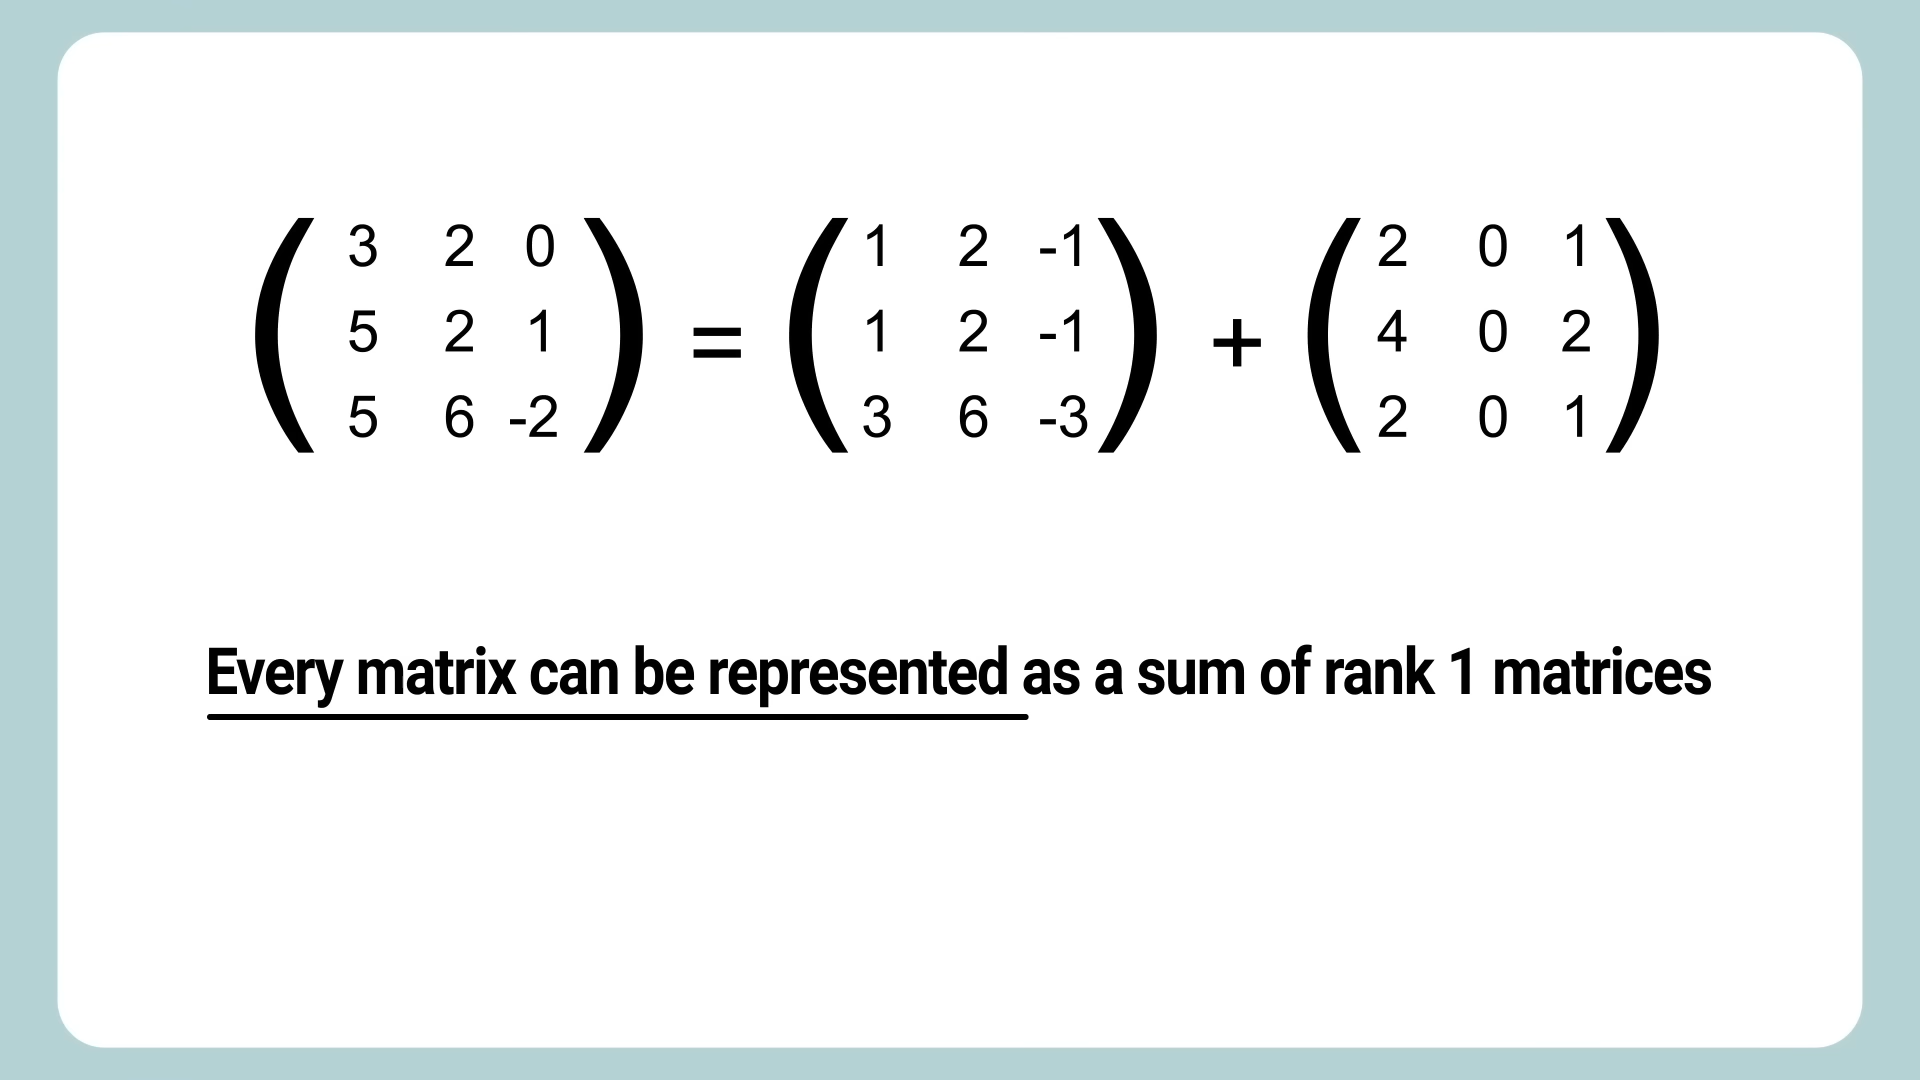 ( 3 2 0 ) ( 1 2 -1 ) ( 2 0 1 )
5 2 1 = 1 2 -1 + 4 0 2
5 6 -2 3 6 -3 2 0 1
Every matrix can be represented as a sum of rank 1 matrices